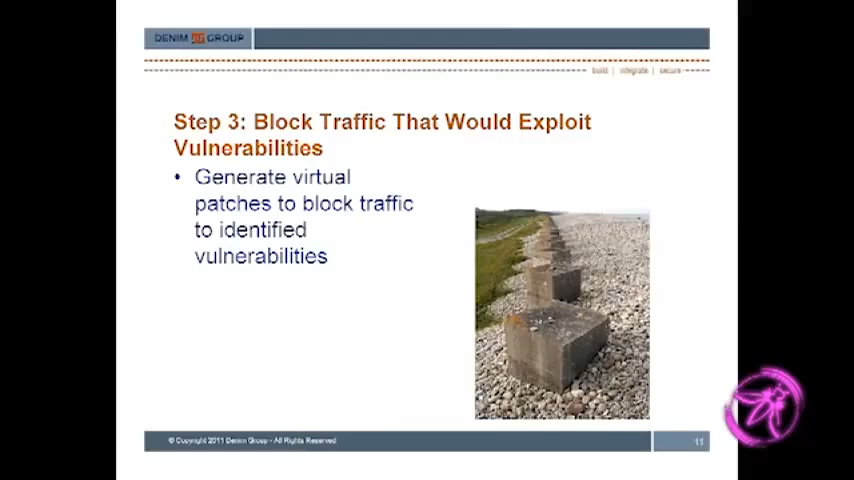 DENIM GROUP
build | integrate | secure
Step 3: Block Traffic That Would Exploit
Vulnerabilities
• Generate virtual
patches to block traffic
to identified
vulnerabilities
© Copyright 2011 Denim Group - All Rights Reserved
11